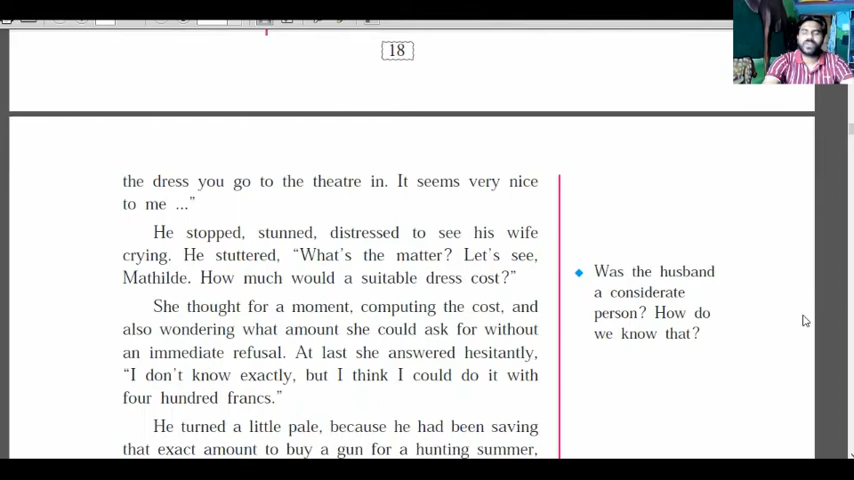 18
the dress you go to the theatre in. It seems very nice
to me ...”
He stopped, stunned, distressed to see his wife
crying. He stuttered, “What’s the matter? Let’s see,
Mathilde. How much would a suitable dress cost?”
She thought for a moment, computing the cost, and
also wondering what amount she could ask for without
an immediate refusal. At last she answered hesitantly,
“I don’t know exactly, but I think I could do it with
four hundred francs.”
He turned a little pale, because he had been saving
that exact amount to buy a gun for a hunting summer,
Was the husband
a considerate
person? How do
we know that?